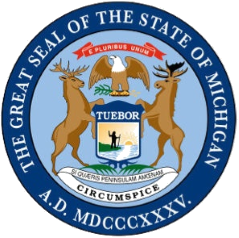 THE GREAT SEAL OF THE STATE OF MICHIGAN
E PLURIBUS UNUM
TUEBOR
SI QUÆRIS PENINSULAM AMŒNAM
CIRCUMSPICE
A.D. MDCCCXXXV.